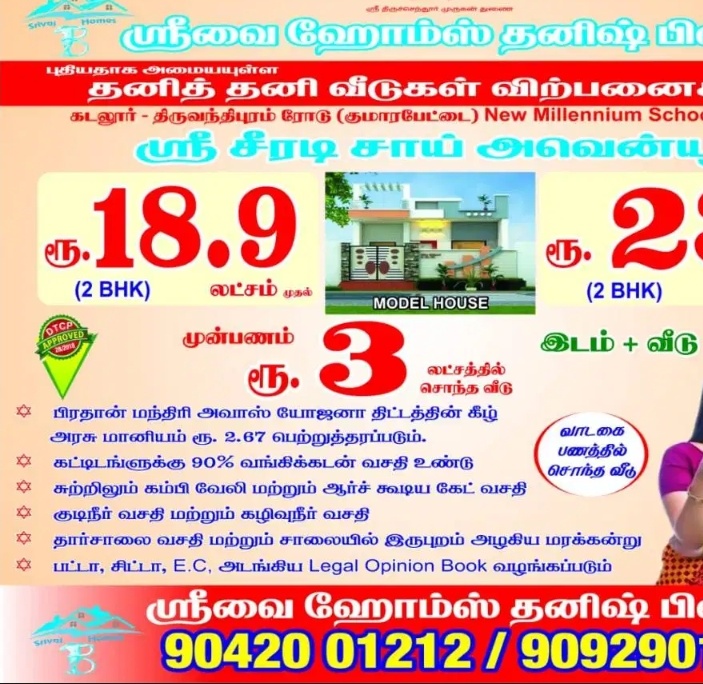 ஸ்ரீ திருச்செந்தூர் முருகன் துணை
Srivai Homes
ஸ்ரீவை ஹோம்ஸ் தனிஷ்
புதியதாக அமையயுள்ள
தனித் தனி வீடுகள்
கடலூர் - திருவந்திபுரம் ரோடு (குமாரபேட்டை) New Millennium
ஸ்ரீ சீரடி சாய்
ரூ.18.9
(2 BHK) லட்சம் முதல்
MODEL HOUSE
ரூ. 2
(2 BHK)
DTCP
APPROVED
முன்பணம்
ரூ. 3 லட்சத்தில்
சொந்த வீடு
இடம் + வீடு
பிரதான் மந்திரி அவாஸ் யோஜனா திட்டத்தின் கீழ்
அரசு மானியம் ரூ. 2.67 பெற்றுத்தரப்படும்.
கட்டிடங்களுக்கு 90% வங்கிக்கடன் வசதி உண்டு
சுற்றிலும் கம்பி வேலி மற்றும் ஆர்ச் கூடிய கேட் வசதி
குடிநீர் வசதி மற்றும் கழிவுநீர் வசதி
தார்சாலை வசதி மற்றும் சாலையில் இருபுறம் அழகிய மரக்கன்று
பட்டா, சிட்டா, E.C, அடங்கிய Legal Opinion Book வழங்கப்படும்
வாடகை
பணத்தில்
சொந்த வீடு
ஸ்ரீவை ஹோம்ஸ் தனிஷ்
Srivai Homes
90420 01212 / 909290